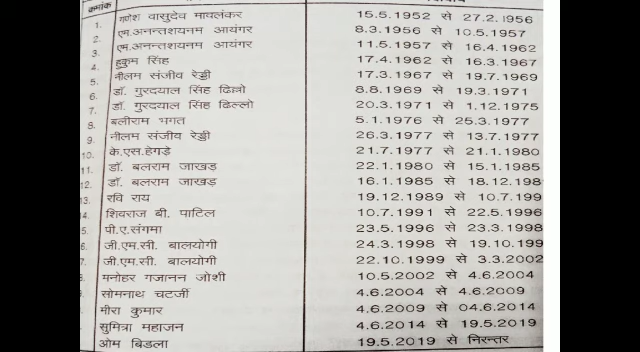 क्रमांक
1. गणेश वासुदेव मावलंकर 15.5.1952 से 27.2.1956
2. एम.अनन्तशयनम आयंगर 8.3.1956 से 10.5.1957
3. एम.अनन्तशयनम आयंगर 11.5.1957 से 16.4.1962
4. हुकुम सिंह 17.4.1962 से 16.3.1967
5. नीलम संजीव रेड्डी 17.3.1967 से 19.7.1969
6. डॉ. गुरदयाल सिंह ढिल्लो 8.8.1969 से 19.3.1971
7. डॉ. गुरदयाल सिंह ढिल्लो 20.3.1971 से 1.12.1975
8. बलीराम भगत 5.1.1976 से 25.3.1977
9. नीलम संजीव रेड्डी 26.3.1977 से 13.7.1977
10. के.एस.हेगड़े 21.7.1977 से 21.1.1980
11. डॉ. बलराम जाखड़ 22.1.1980 से 15.1.1985
12. डॉ. बलराम जाखड़ 16.1.1985 से 18.12.198
13. रवि राय 19.12.1989 से 10.7.199
4. शिवराज बी. पाटिल 10.7.1991 से 22.5.1996
5. पी.ए.संगमा 23.5.1996 से 23.3.1998
6. जी.एम.सी. बालयोगी 24.3.1998 से 19.10.199
7. जी.एम.सी. बालयोगी 22.10.1999 से 3.3.2002
मनोहर गजानन जोशी 10.5.2002 से 4.6.2004
सोमनाथ चटर्जी 4.6.2004 से 4.6.2009
मीरा कुमार 4.6.2009 से 04.6.2014
सुमित्रा महाजन 4.6.2014 से 19.5.2019
ओम बिडला 19.5.2019 से निरन्तर